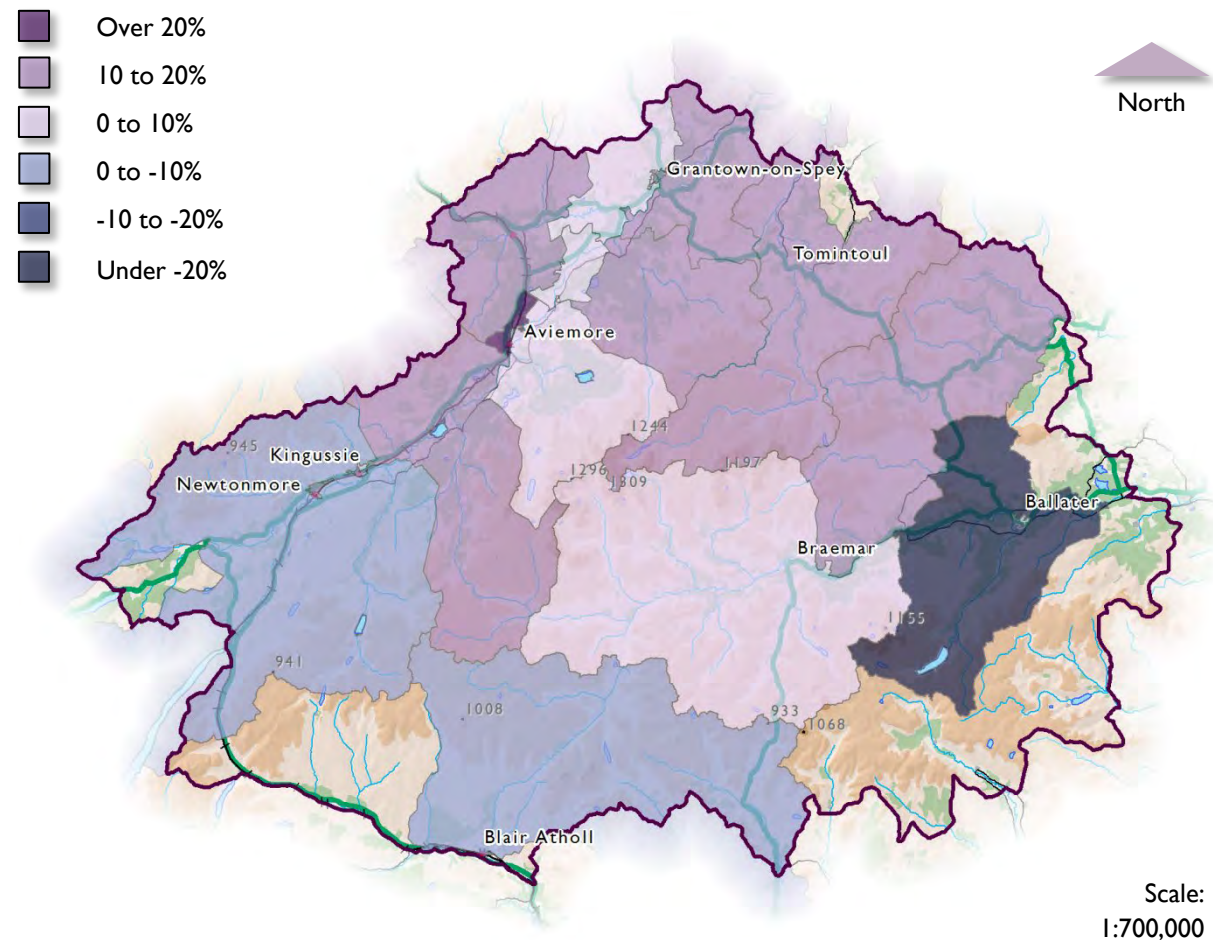 Over 20%
10 to 20%
0 to 10%
0 to -10%
-10 to -20%
Under -20%
North
Grantown-on-Spey
Tomintoul
Aviemore
1244
945
Kingussie
1296
1197
1309
Newtonmore
Ballater
Braemar
1155
941
1008
933
1068
Blair Atholl
Scale:
1:700,000